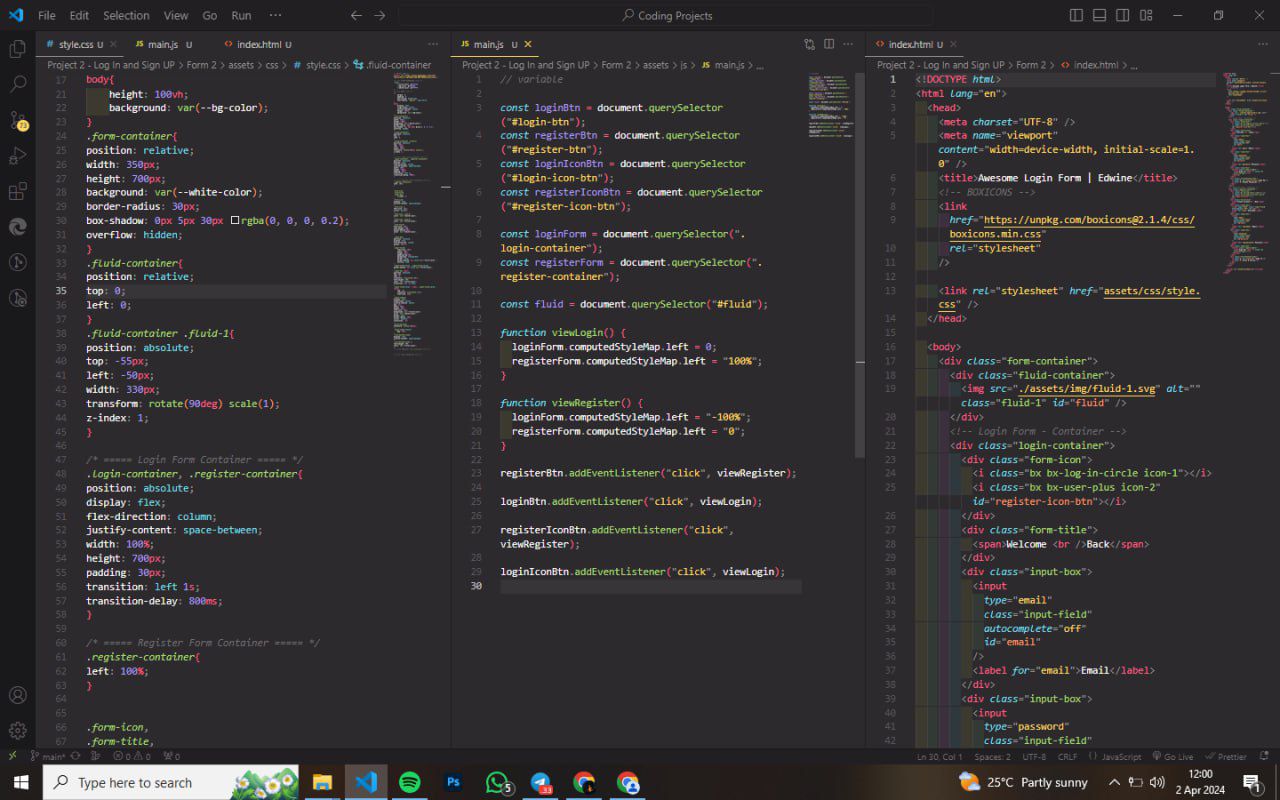 File Edit Selection View Go Run ··· Coding Projects
# style.css U JS main.js U <> index.html U ···
Project 2 - Log In and Sign UP > Form 2 > assets > css > # style.css > .fluid-container
17 body{
21 height: 100vh;
22 background: var(--bg-color);
23 }
24 .form-container{
25 position: relative;
26 width: 350px;
27 height: 700px;
28 background: var(--white-color);
29 border-radius: 30px;
30 box-shadow: 0px 5px 30px rgba(0, 0, 0, 0.2);
31 overflow: hidden;
32 }
33 .fluid-container{
34 position: relative;
35 top: 0;
36 left: 0;
37 }
38 .fluid-container .fluid-1{
39 position: absolute;
40 top: -55px;
41 left: -50px;
42 width: 330px;
43 transform: rotate(90deg) scale(1);
44 z-index: 1;
45 }
46
47 /* ===== Login Form Container ===== */
48 .login-container, .register-container{
49 position: absolute;
50 display: flex;
51 flex-direction: column;
52 justify-content: space-between;
53 width: 100%;
54 height: 700px;
55 padding: 30px;
56 transition: left 1s;
57 transition-delay: 800ms;
58 }
59
60 /* ===== Register Form Container ===== */
61 .register-container{
62 left: 100%;
63 }
64
65
66 .form-icon,
67 .form-title,
JS main.js U ···
Project 2 - Log In and Sign UP > Form 2 > assets > js > JS main.js > ...
1 // variable
2
3 const loginBtn = document.querySelector
("#login-btn");
4 const registerBtn = document.querySelector
("#register-btn");
5 const loginIconBtn = document.querySelector
("#login-icon-btn");
6 const registerIconBtn = document.querySelector
("#register-icon-btn");
7
8 const loginForm = document.querySelector(".
login-container");
9 const registerForm = document.querySelector(".
register-container");
10
11 const fluid = document.querySelector("#fluid");
12
13 function viewLogin() {
14 loginForm.computedStyleMap.left = 0;
15 registerForm.computedStyleMap.left = "100%";
16 }
17
18 function viewRegister() {
19 loginForm.computedStyleMap.left = "-100%";
20 registerForm.computedStyleMap.left = "0";
21 }
22
23 registerBtn.addEventListener("click", viewRegister);
24
25 loginBtn.addEventListener("click", viewLogin);
26
27 registerIconBtn.addEventListener("click",
viewRegister);
28
29 loginIconBtn.addEventListener("click", viewLogin);
30
<> index.html U ···
Project 2 - Log In and Sign UP > Form 2 > <> index.html > ...
1 <!DOCTYPE html>
2 <html lang="en">
3 <head>
4 <meta charset="UTF-8" />
5 <meta name="viewport"
content="width=device-width, initial-scale=1.
0" />
6 <title>Awesome Login Form | Edwine</title>
7 <!-- BOXICONS -->
8 <link
9 href="https://unpkg.com/boxicons@2.1.4/css/
boxicons.min.css"
10 rel="stylesheet"
11 />
12
13 <link rel="stylesheet" href="assets/css/style.
css" />
14 </head>
15
16 <body>
17 <div class="form-container">
18 <div class="fluid-container">
19 <img src="./assets/img/fluid-1.svg" alt=""
class="fluid-1" id="fluid" />
20 </div>
21 <!-- Login Form - Container -->
22 <div class="login-container">
23 <div class="form-icon">
24 <i class="bx bx-log-in-circle icon-1"></i>
25 <i class="bx bx-user-plus icon-2"
id="register-icon-btn"></i>
26 </div>
27 <div class="form-title">
28 <span>Welcome <br />Back</span>
29 </div>
30 <div class="input-box">
31 <input
32 type="email"
33 class="input-field"
34 autocomplete="off"
35 id="email"
36 />
37 <label for="email">Email</label>
38 </div>
39 <div class="input-box">
40 <input
41 type="password"
42 class="input-field"
73
main* 0 0 0 Ln 30, Col 1 Spaces: 2 UTF-8 CRLF {} JavaScript Go Live Prettier
Type here to search Ps 5 33 25°C Partly sunny 12:00
2 Apr 2024 1